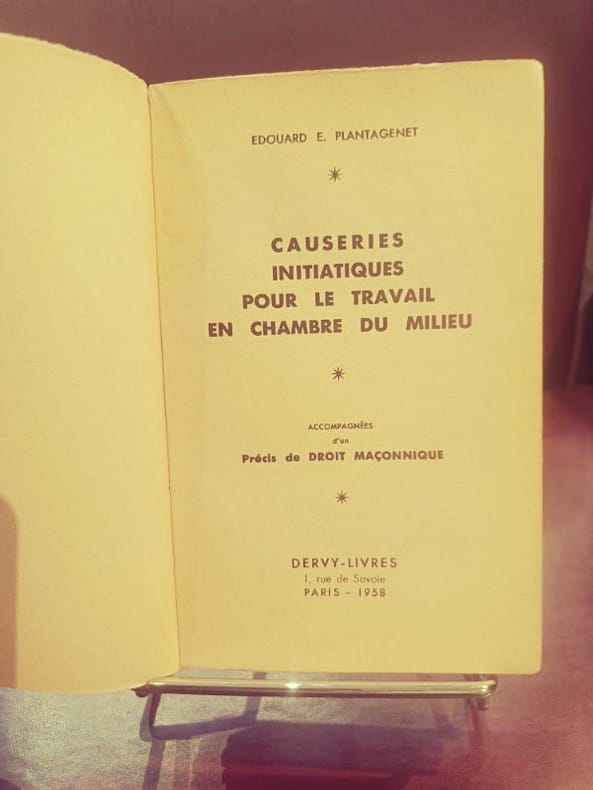 EDOUARD E. PLANTAGENET
CAUSERIES
INITIATIQUES
POUR LE TRAVAIL
EN CHAMBRE DU MILIEU
ACCOMPAGNÉES
d'un
Précis de DROIT MAÇONNIQUE
DERVY-LIVRES
1, rue de Savoie
PARIS - 1958